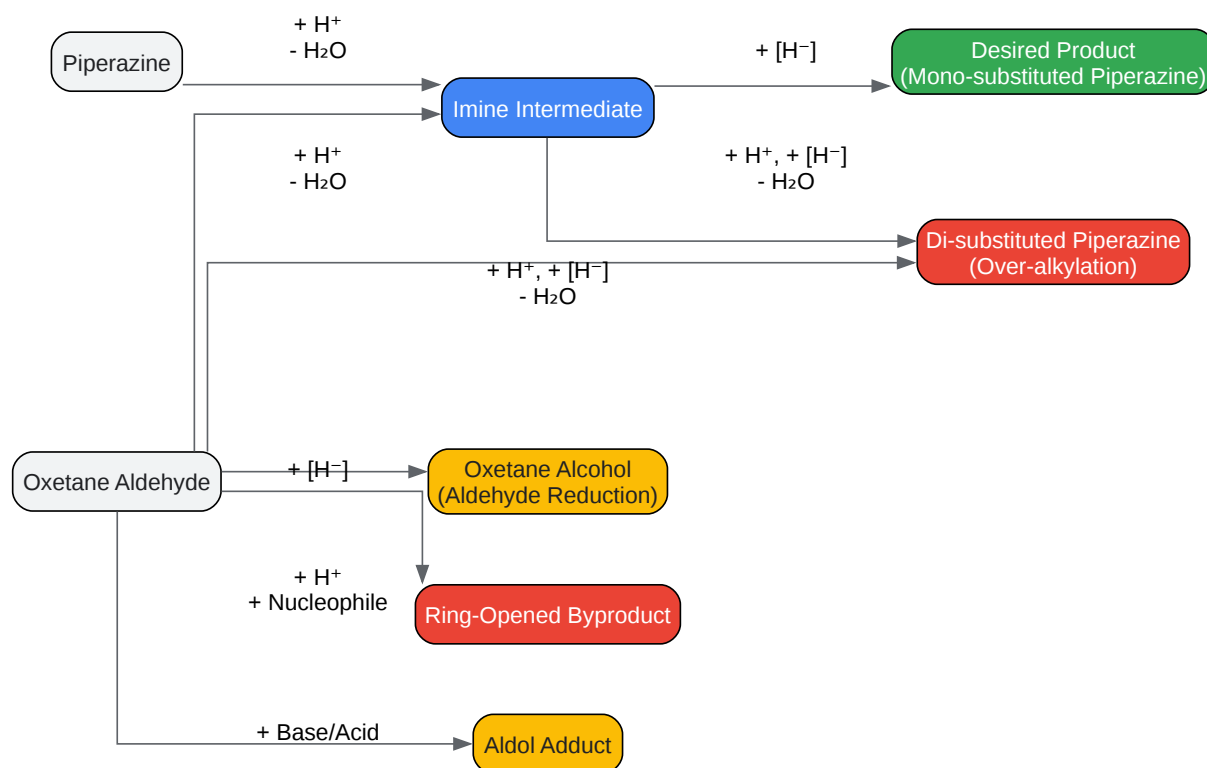 + H⁺
- H₂O
Piperazine
+ [H⁻]
Desired Product
(Mono-substituted Piperazine)
Imine Intermediate
+ H⁺
- H₂O
+ H⁺, + [H⁻]
- H₂O
Di-substituted Piperazine
(Over-alkylation)
+ H⁺, + [H⁻]
- H₂O
Oxetane Aldehyde
+ [H⁻]
Oxetane Alcohol
(Aldehyde Reduction)
+ H⁺
+ Nucleophile
Ring-Opened Byproduct
+ Base/Acid
Aldol Adduct